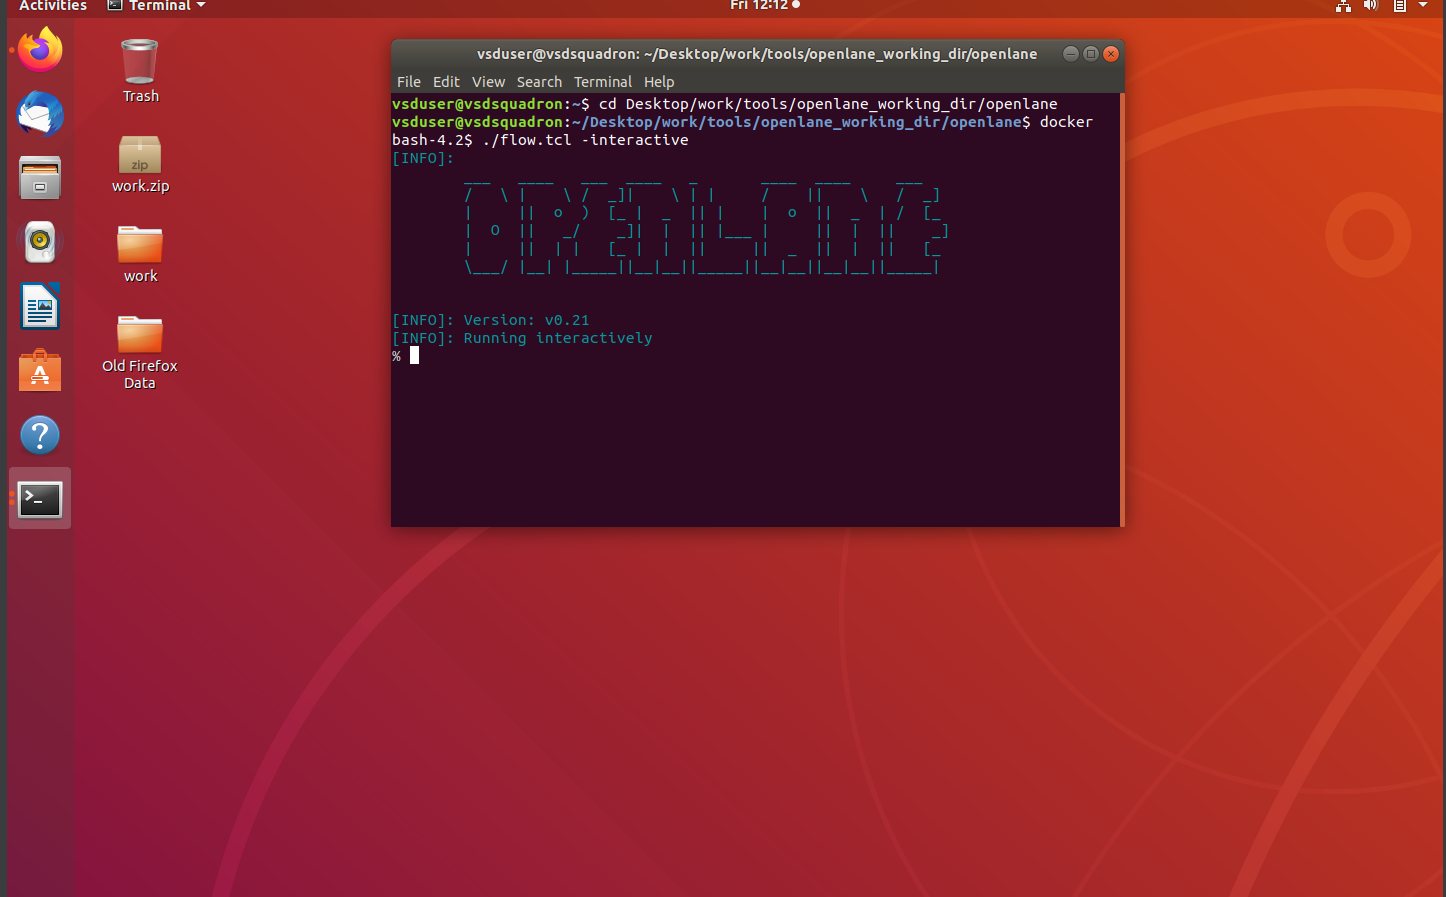 Activities
Terminal
Fri 12:12
Trash
zip
work.zip
work
Old Firefox
Data
vsduser@vsdsquadron: ~/Desktop/work/tools/openlane_working_dir/openlane
File Edit View Search Terminal Help
vsduser@vsdsquadron:~$ cd Desktop/work/tools/openlane_working_dir/openlane
vsduser@vsdsquadron:~/Desktop/work/tools/openlane_working_dir/openlane$ docker
bash-4.2$ ./flow.tcl -interactive
[INFO]:
OPENLANE
[INFO]: Version: v0.21
[INFO]: Running interactively
%